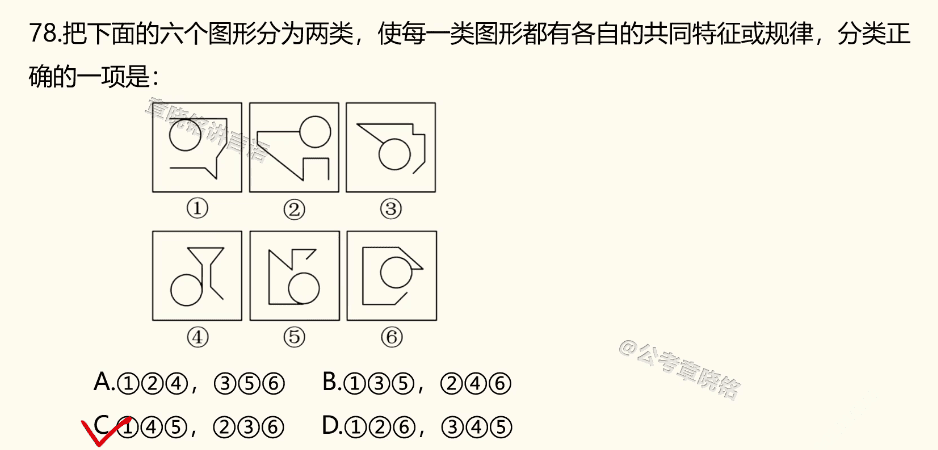 78.把下面的六个图形分为两类，使每一类图形都有各自的共同特征或规律，分类正
确的一项是：
章晓铭讲言语
① ② ③
④ ⑤ ⑥
@公考章晓铭
A.①②④，③⑤⑥ B.①③⑤，②④⑥
C.①④⑤，②③⑥ D.①②⑥，③④⑤